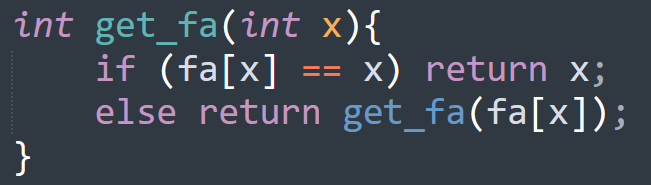 int get_fa(int x){
    if (fa[x] == x) return x;
    else return get_fa(fa[x]);
}